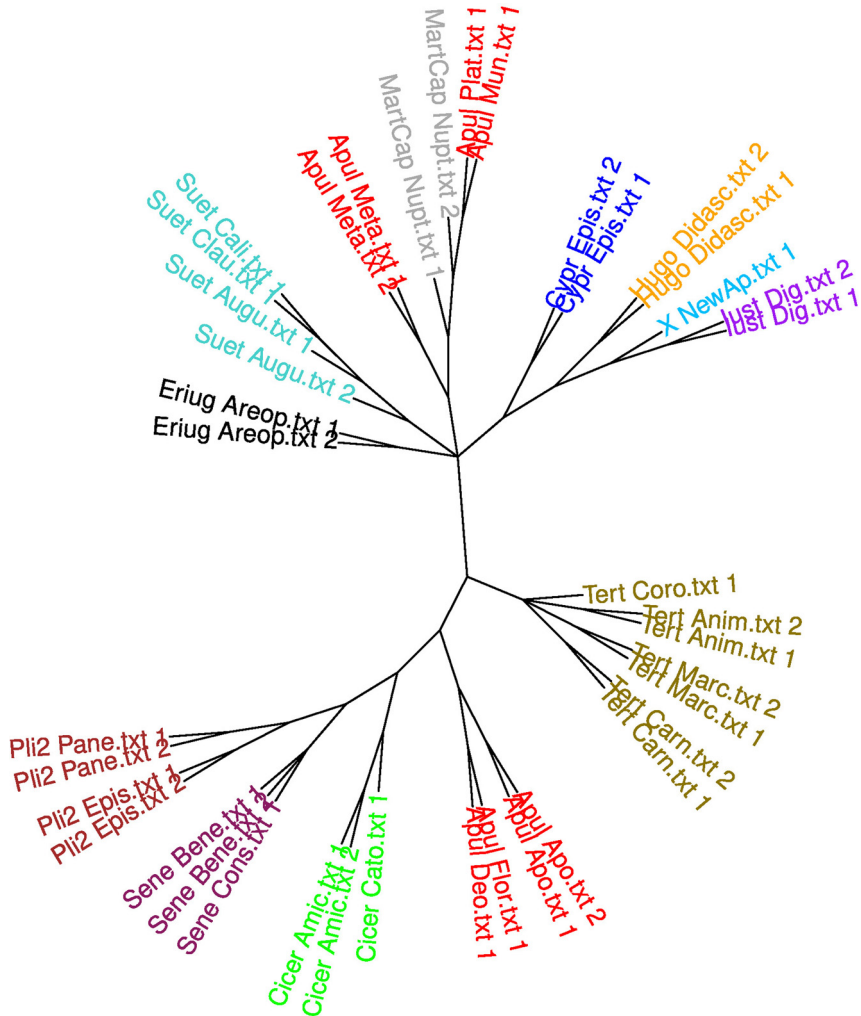 MartCap Nupt.txt 2
Apul Plat.txt 1
Apul Mun.txt 1
MartCap Nupt.txt 1
Apul Meta.txt 1
Apul Meta.txt 2
Cypr Epis.txt 2
Cypr Epis.txt 1
Hugo Didasc.txt 2
Hugo Didasc.txt 1
X NewAp.txt 1
Iust Dig.txt 2
Iust Dig.txt 1
Suet Cali.txt 1
Suet Clau.txt 1
Suet Augu.txt 1
Suet Augu.txt 2
Eriug Areop.txt 1
Eriug Areop.txt 2
Tert Coro.txt 1
Tert Anim.txt 2
Tert Anim.txt 1
Tert Marc.txt 2
Tert Marc.txt 1
Tert Carn.txt 2
Tert Carn.txt 1
Pli2 Pane.txt 1
Pli2 Pane.txt 2
Pli2 Epis.txt 1
Pli2 Epis.txt 2
Sene Bene.txt 1
Sene Bene.txt 2
Sene Cons.txt 1
Cicer Amic.txt 1
Cicer Amic.txt 2
Cicer Cato.txt 1
Apul Deo.txt 1
Apul Flor.txt 1
Apul Apo.txt 1
Apul Apo.txt 2